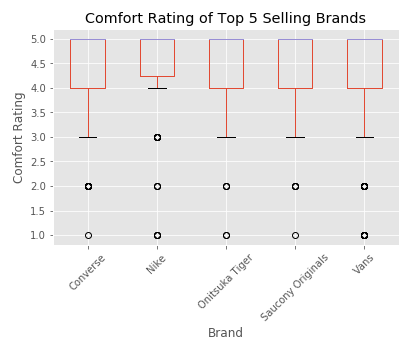 Comfort Rating of Top 5 Selling Brands
5.0
4.5
4.0
3.5
3.0
2.5
2.0
1.5
1.0
Comfort Rating
Converse
Nike
Onitsuka Tiger
Saucony Originals
Vans
Brand